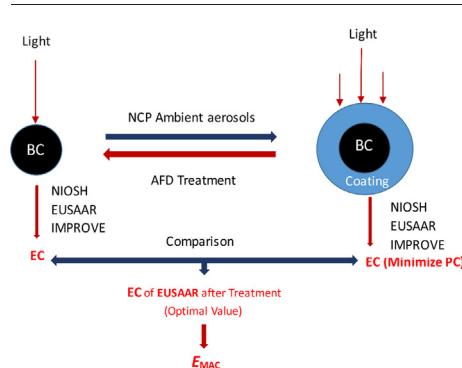 Light
Light
NCP Ambient aerosols
BC
BC
AFD Treatment
Coating
NIOSH
EUSAAR
IMPROVE
NIOSH
EUSAAR
IMPROVE
EC
Comparison
EC (Minimize PC)
EC of EUSAAR after Treatment
(Optimal Value)
EMAC